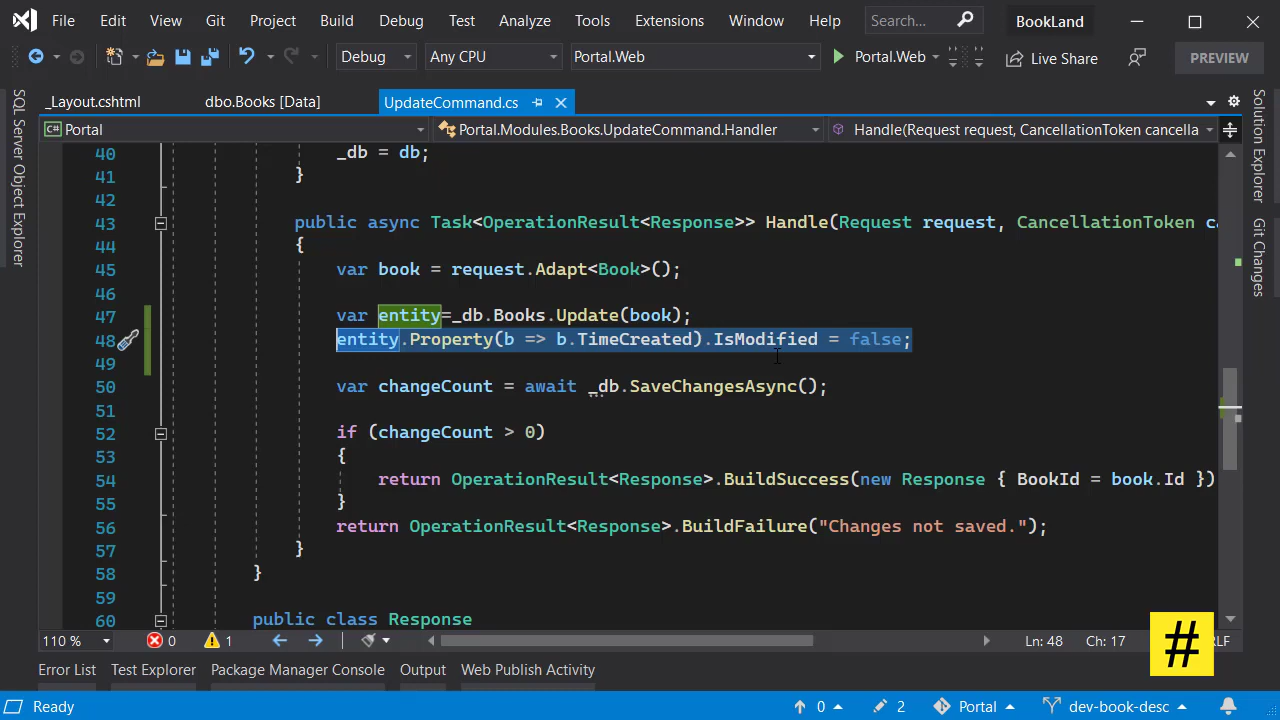 File Edit View Git Project Build Debug Test Analyze Tools Extensions Window Help Search... BookLand
Debug Any CPU Portal.Web Portal.Web Live Share PREVIEW
_Layout.cshtml dbo.Books [Data] UpdateCommand.cs
C# Portal Portal.Modules.Books.UpdateCommand.Handler Handle(Request request, CancellationToken cancella
SQL Server Object Explorer
Solution Explorer
Git Changes
40 _db = db;
41 }
42
43 public async Task<OperationResult<Response>> Handle(Request request, CancellationToken ca
44 {
45 var book = request.Adapt<Book>();
46
47 var entity=_db.Books.Update(book);
48 entity.Property(b => b.TimeCreated).IsModified = false;
49
50 var changeCount = await _db.SaveChangesAsync();
51
52 if (changeCount > 0)
53 {
54 return OperationResult<Response>.BuildSuccess(new Response { BookId = book.Id })
55 }
56 return OperationResult<Response>.BuildFailure("Changes not saved.");
57 }
58 }
59
60 public class Response
110 % 0 1 Ln: 48 Ch: 17 RLF
#
Error List Test Explorer Package Manager Console Output Web Publish Activity
Ready 0 2 Portal dev-book-desc